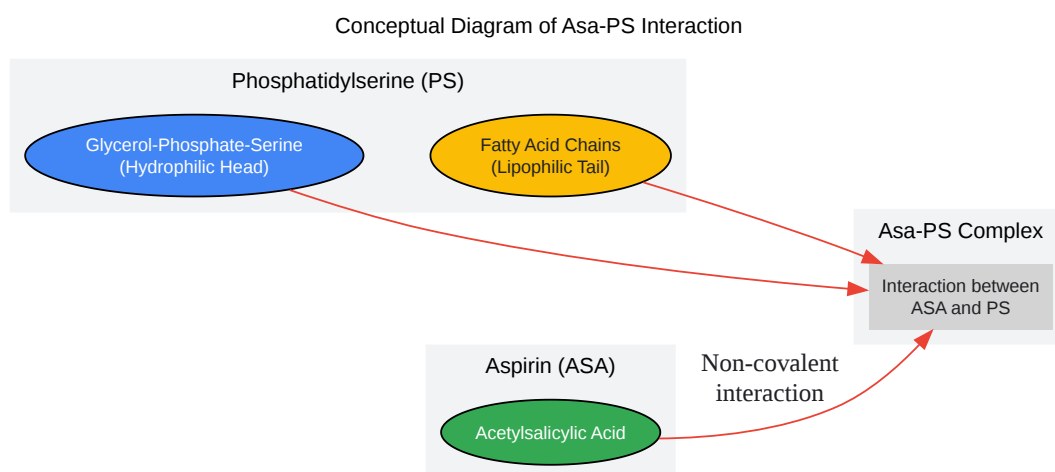 Conceptual Diagram of Asa-PS Interaction
Phosphatidylserine (PS)
Glycerol-Phosphate-Serine
(Hydrophilic Head)
Fatty Acid Chains
(Lipophilic Tail)
Asa-PS Complex
Interaction between
ASA and PS
Aspirin (ASA)
Acetylsalicylic Acid
Non-covalent
interaction